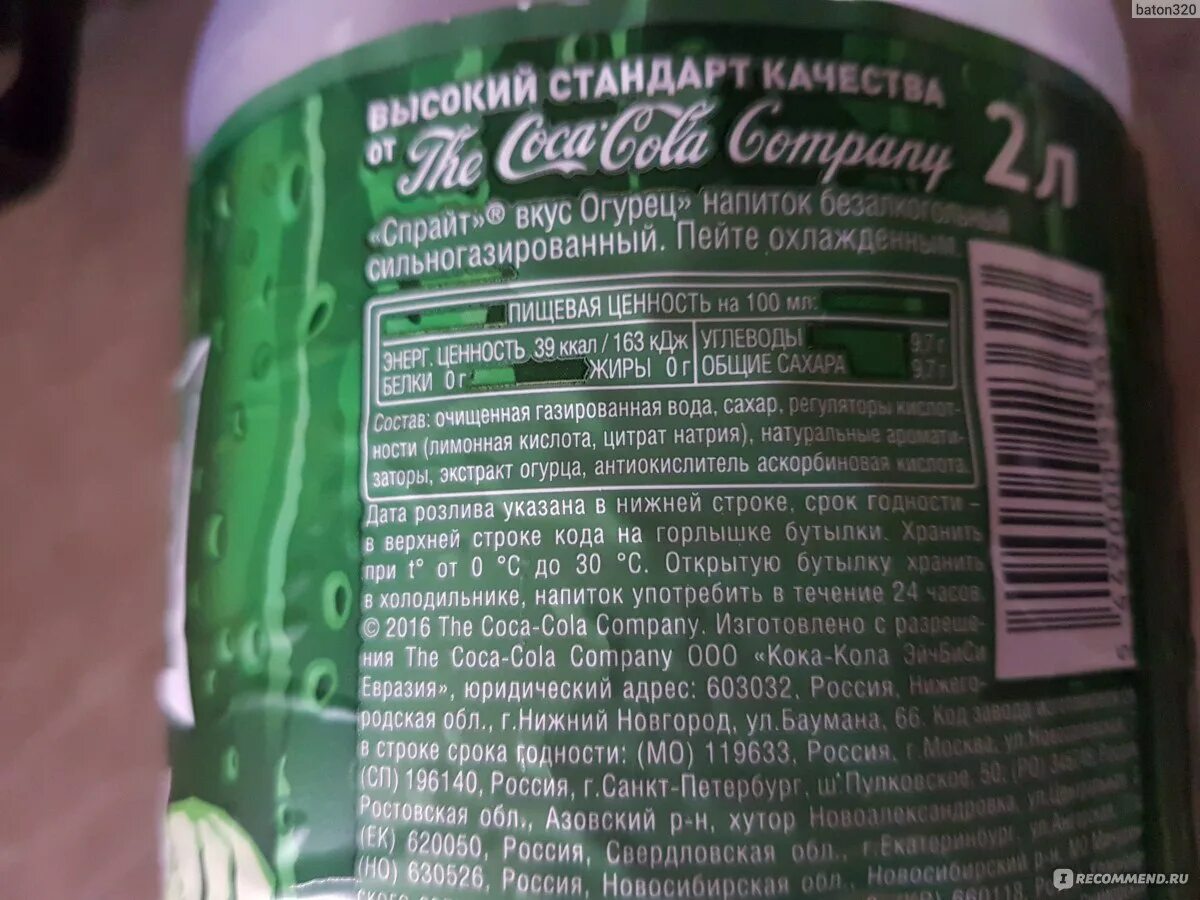 baton320
ВЫСОКИЙ СТАНДАРТ КАЧЕСТВА
от The Coca-Cola Company
2 л
«Спрайт»® вкус Огурец» напиток безалкогольный
сильногазированный. Пейте охлажденным.
ПИЩЕВАЯ ЦЕННОСТЬ на 100 мл:
ЭНЕРГ. ЦЕННОСТЬ 39 ккал / 163 кДж УГЛЕВОДЫ 9.7 г
БЕЛКИ 0 г ЖИРЫ 0 г ОБЩИЕ САХАРА 9.7 г
Состав: очищенная газированная вода, сахар, регуляторы кислот-
ности (лимонная кислота, цитрат натрия), натуральные аромати-
заторы, экстракт огурца, антиокислитель аскорбиновая кислота.
Дата розлива указана в нижней строке, срок годности –
в верхней строке кода на горлышке бутылки. Хранить
при t° от 0 °C до 30 °C. Открытую бутылку хранить
в холодильнике, напиток употребить в течение 24 часов.
© 2016 The Coca-Cola Company. Изготовлено с разреше-
ния The Coca-Cola Company ООО «Кока-Кола ЭйчБиСи
Евразия», юридический адрес: 603032, Россия, Нижего-
родская обл., г.Нижний Новгород, ул.Баумана, 66. Код завода
в строке срока годности: (МО) 119633, Россия, г.Москва,
(СП) 196140, Россия, г.Санкт-Петербург, ш.Пулковское, 50,
Ростовская обл., Азовский р-н, хутор Новоалександровка,
(ЕК) 620050, Россия, Свердловская обл., г.Екатеринбург,
(НО) 630526, Россия, Новосибирская обл., Новосибирский р-н,
I RECOMMEND.RU